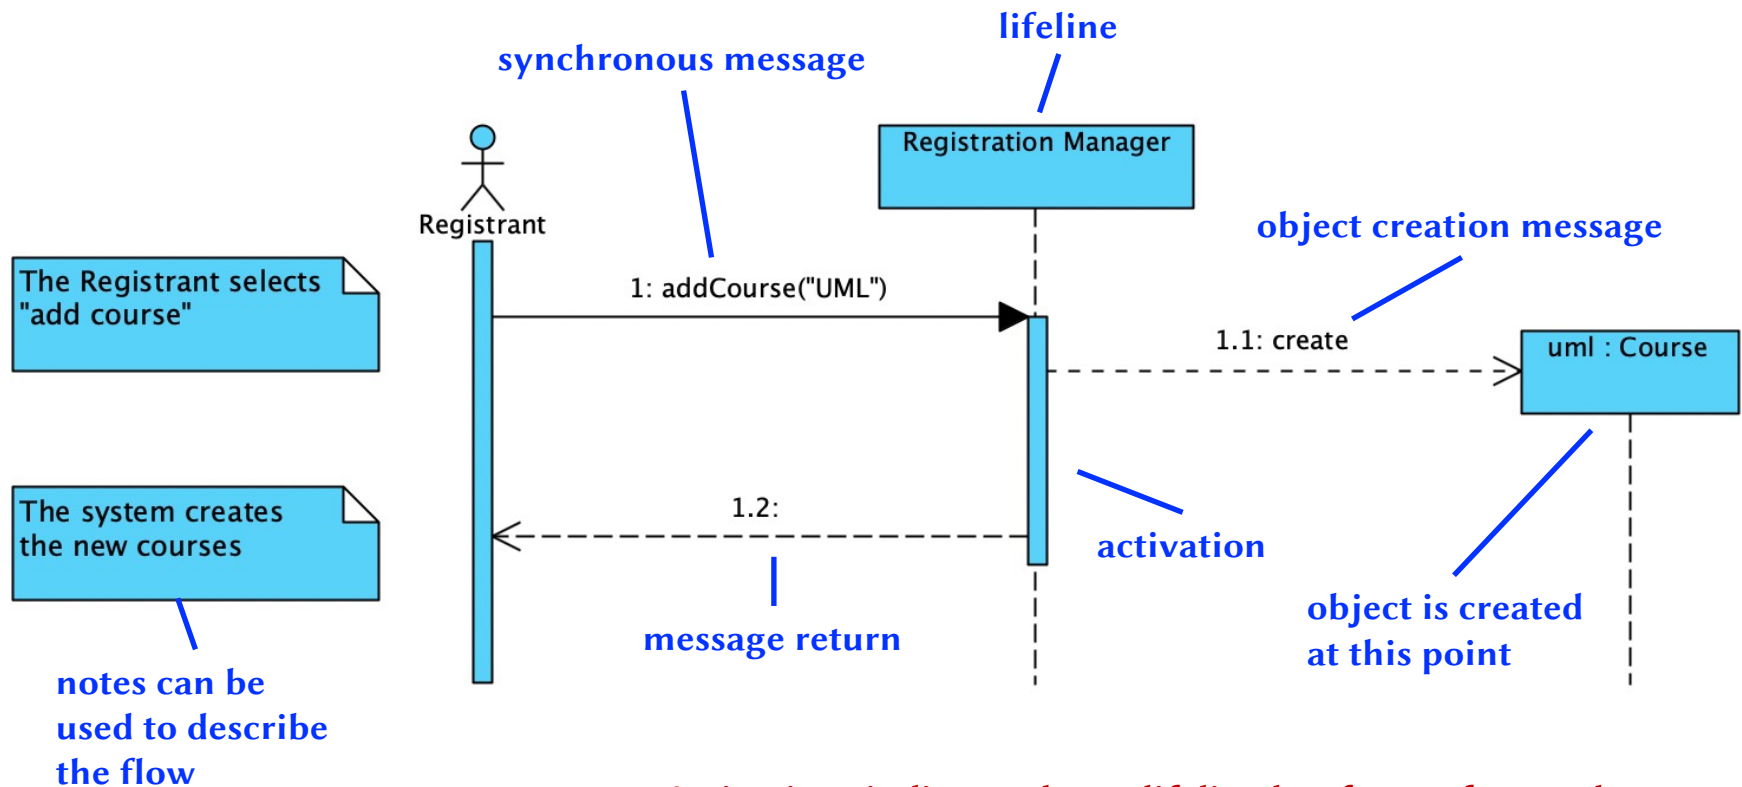 lifeline
synchronous message
Registration Manager
Registrant
object creation message
The Registrant selects
"add course"
1: addCourse("UML")
1.1: create
uml : Course
The system creates
the new courses
1.2:
activation
message return
object is created
at this point
notes can be
used to describe
the flow